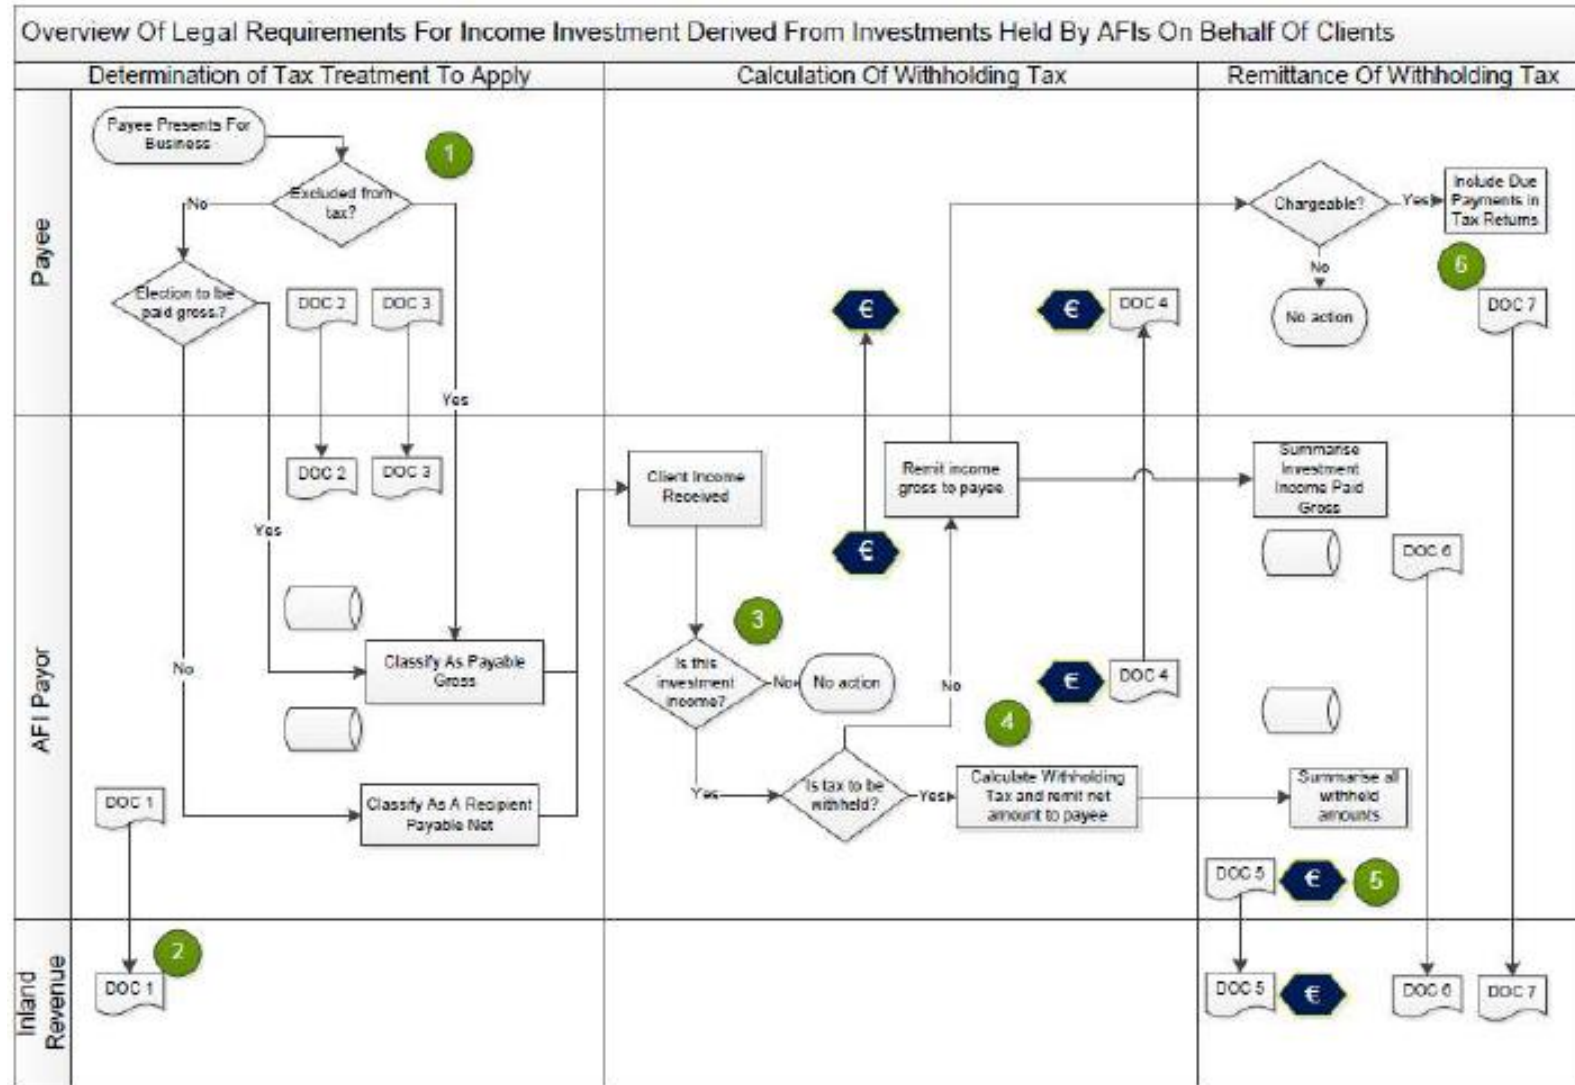 Overview Of Legal Requirements For Income Investment Derived From Investments Held By AFIs On Behalf Of Clients
Determination of Tax Treatment To Apply
Calculation Of Withholding Tax
Remittance Of Withholding Tax
Payee
Payee Presents For
Business
1
Excluded from
tax?
No
Election to be
paid gross.?
DOC 2
DOC 3
Yes
€
€
DOC 4
Chargeable?
Yes
Include Due
Payments in
Tax Returns
No
6
No action
DOC 7
AFI Payor
DOC 2
DOC 3
Yes
No
Classify As Payable
Gross
Classify As A Recipient
Payable Net
DOC 1
Client Income
Received
€
Remit income
gross to payee
3
Is this
investment
income?
No
No action
Yes
No
€
DOC 4
4
Is tax to be
withheld?
Yes
Calculate Withholding
Tax and remit net
amount to payee
Summarise
Investment
Income Paid
Gross
DOC 6
Summarise all
withheld
amounts
DOC 5
€
5
Inland
Revenue
2
DOC 1
DOC 5
€
DOC 6
DOC 7